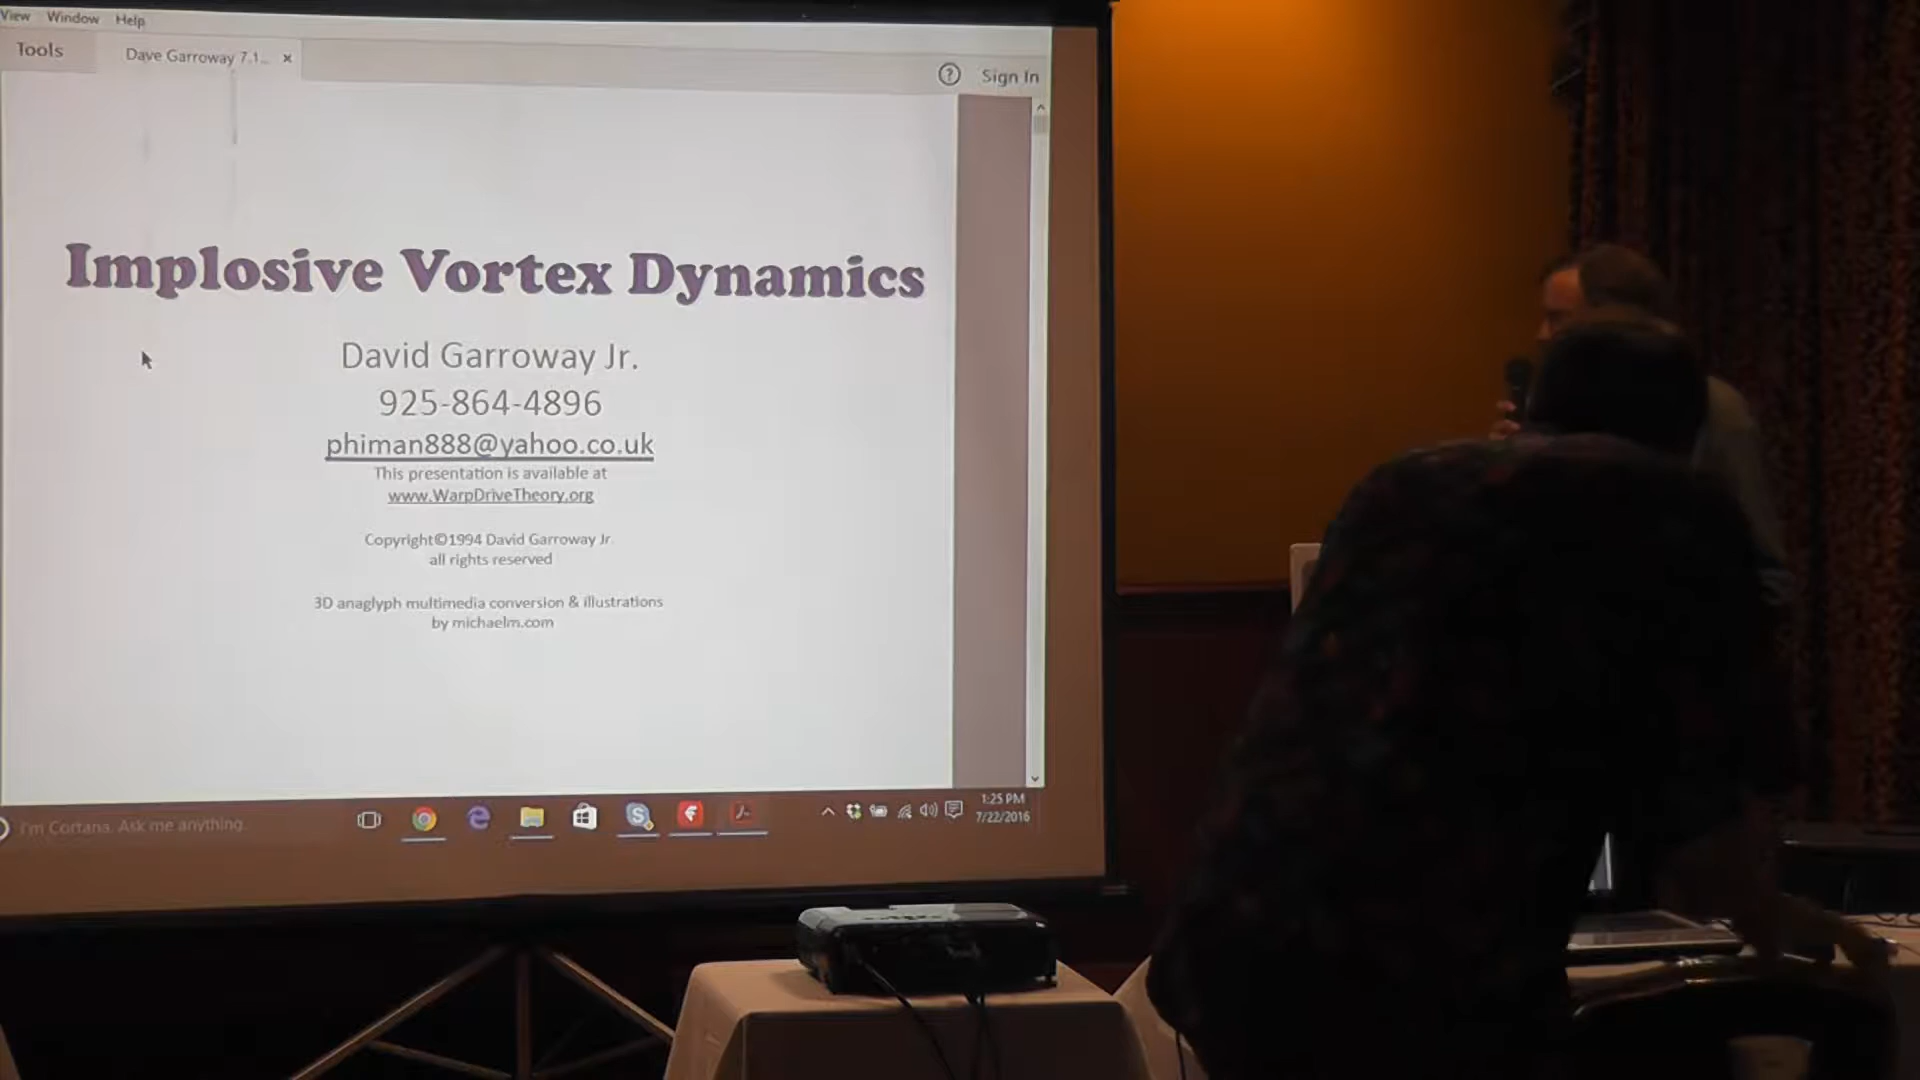 View Window Help
Tools
Dave Garroway 7.1...
Sign In
Implosive Vortex Dynamics
David Garroway Jr.
925-864-4896
phiman888@yahoo.co.uk
This presentation is available at
www.WarpDriveTheory.org
Copyright©1994 David Garroway Jr
all rights reserved
3D anaglyph multimedia conversion & illustrations
by michaelm.com
I'm Cortana. Ask me anything.
1:25 PM
7/22/2016